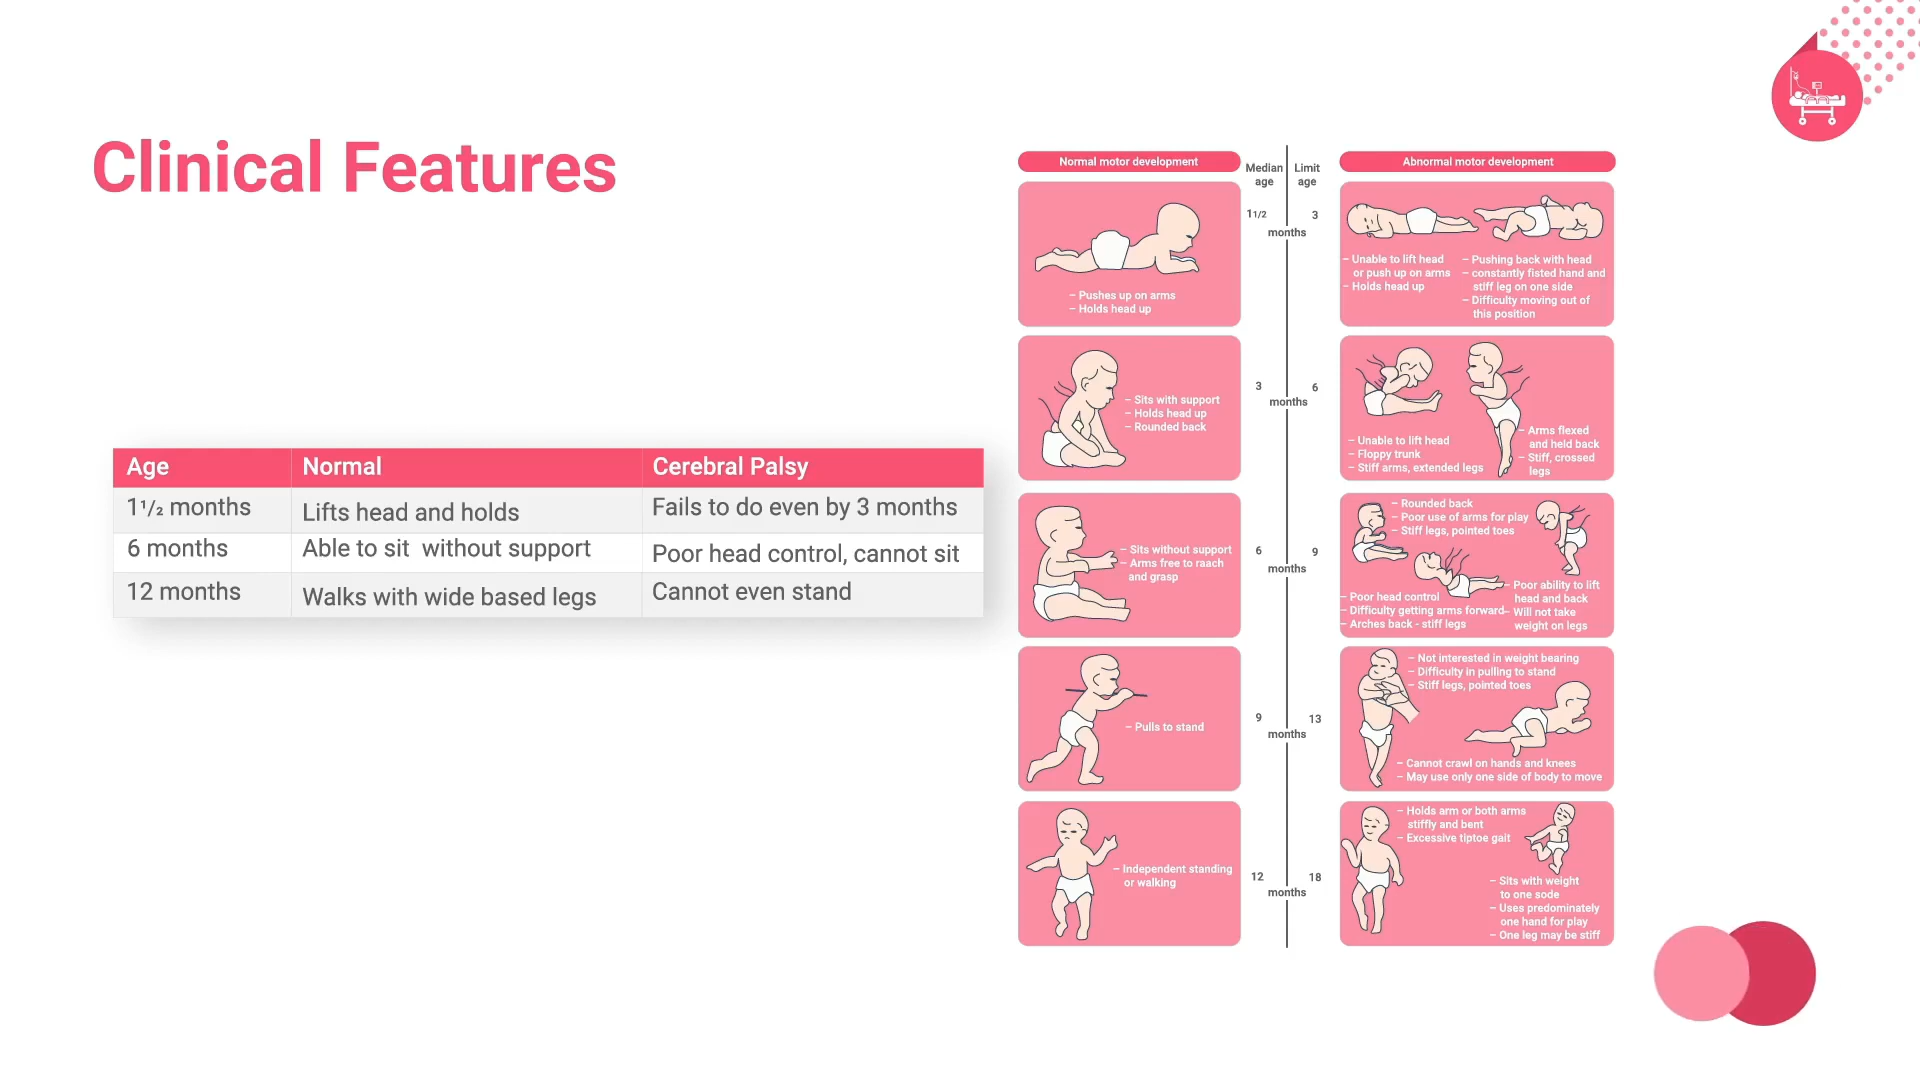 Clinical Features
Age Normal Cerebral Palsy
1 1/2 months Lifts head and holds Fails to do even by 3 months
6 months Able to sit without support Poor head control, cannot sit
12 months Walks with wide based legs Cannot even stand
Normal motor development
Median age
Limit age
Abnormal motor development
– Pushes up on arms
– Holds head up
1 1/2 3
months
– Unable to lift head
or push up on arms
– Holds head up
– Pushing back with head
– constantly fisted hand and
stiff leg on one side
– Difficulty moving out of
this position
– Sits with support
– Holds head up
– Rounded back
3 6
months
– Unable to lift head
– Floppy trunk
– Stiff arms, extended legs
– Arms flexed
and held back
– Stiff, crossed
legs
– Sits without support
– Arms free to raach
and grasp
6 9
months
– Rounded back
– Poor use of arms for play
– Stiff legs, pointed toes
– Poor head control
– Difficulty getting arms forward
– Arches back - stiff legs
– Poor ability to lift
head and back
– Will not take
weight on legs
– Pulls to stand
9 13
months
– Not interested in weight bearing
– Difficulty in pulling to stand
– Stiff legs, pointed toes
– Cannot crawl on hands and knees
– May use only one side of body to move
– Independent standing
or walking
12 18
months
– Holds arm or both arms
stiffly and bent
– Excessive tiptoe gait
– Sits with weight
to one sode
– Uses predominately
one hand for play
– One leg may be stiff